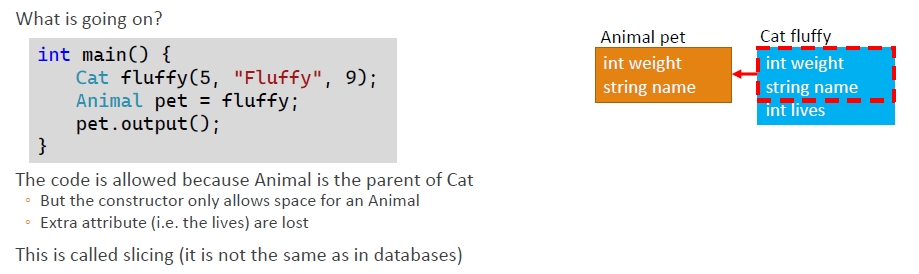 What is going on?
int main() {
Cat fluffy(5, "Fluffy", 9);
Animal pet = fluffy;
pet.output();
}
The code is allowed because Animal is the parent of Cat
◦ But the constructor only allows space for an Animal
◦ Extra attribute (i.e. the lives) are lost
This is called slicing (it is not the same as in databases)
Animal pet
int weight
string name
Cat fluffy
int weight
string name
int lives